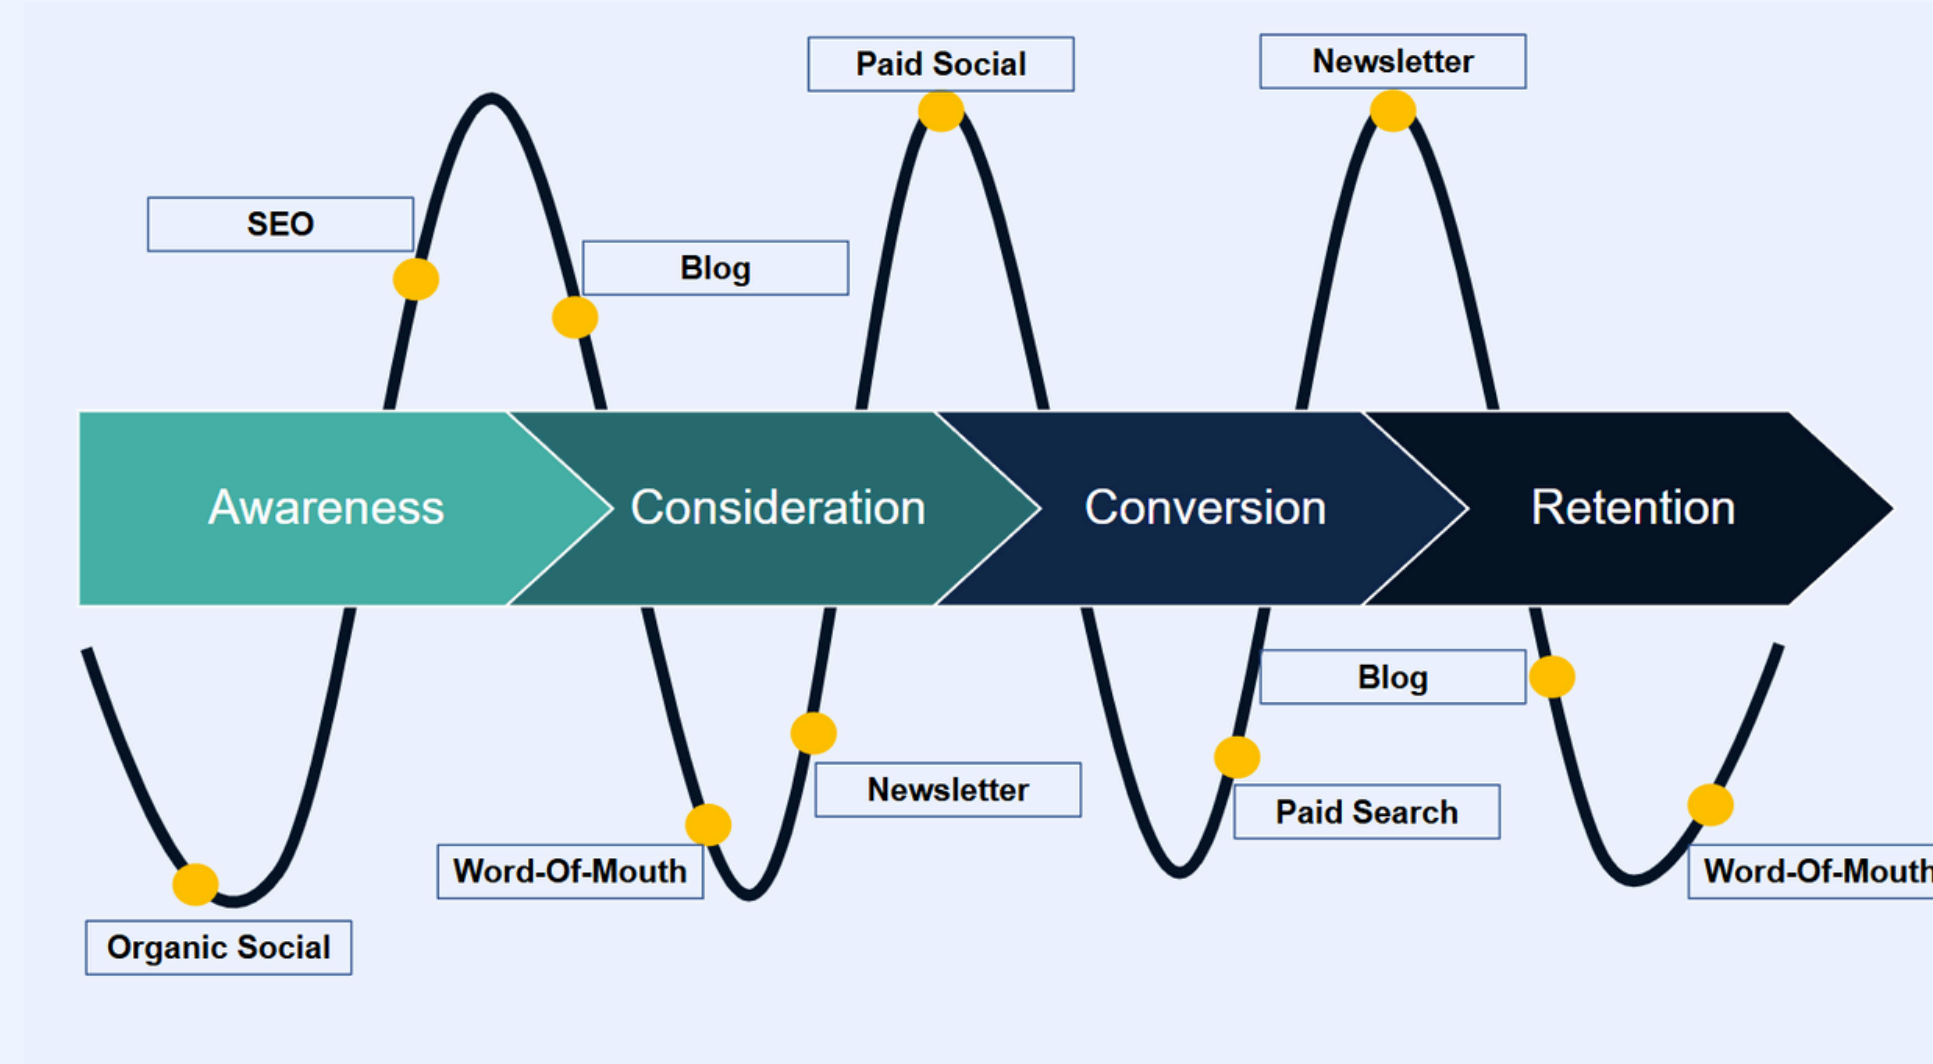 Paid Social
Newsletter
SEO
Blog
Awareness
Consideration
Conversion
Retention
Blog
Newsletter
Paid Search
Word-Of-Mouth
Word-Of-Mouth
Organic Social